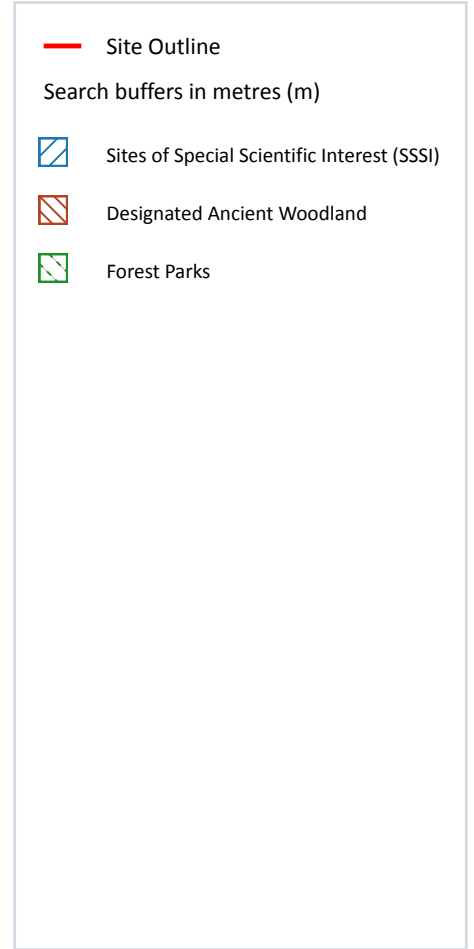 Site Outline
Search buffers in metres (m)
Sites of Special Scientific Interest (SSSI)
Designated Ancient Woodland
Forest Parks